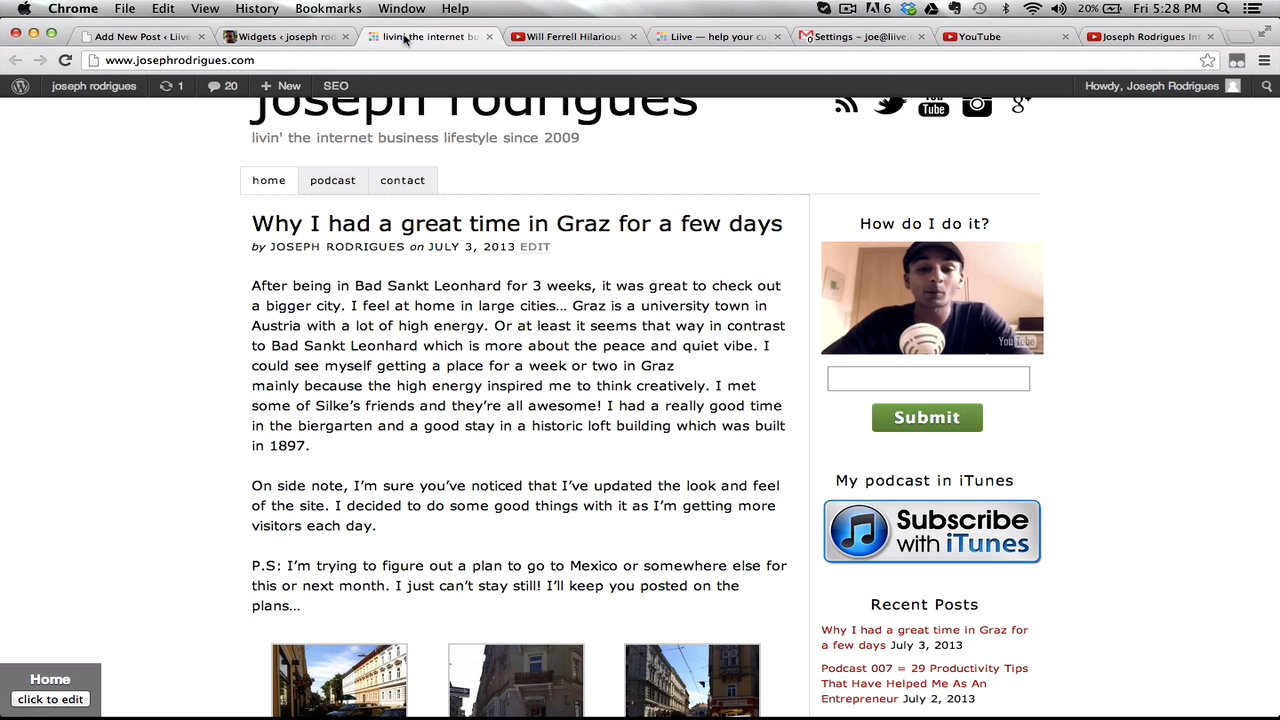 Chrome File Edit View History Bookmarks Window Help 6 20% Fri 5:28 PM
Add New Post ‹ Liive Widgets ‹ joseph rod livin' the internet bu Will Ferrell Hilarious Liive — help your cu Settings – joe@liive. YouTube Joseph Rodrigues Int
www.josephrodrigues.com
joseph rodrigues 1 20 + New SEO Howdy, Joseph Rodrigues
joseph rodrigues
You Tube
g+
livin' the internet business lifestyle since 2009
home podcast contact
Why I had a great time in Graz for a few days
by JOSEPH RODRIGUES on JULY 3, 2013 EDIT
After being in Bad Sankt Leonhard for 3 weeks, it was great to check out
a bigger city. I feel at home in large cities… Graz is a university town in
Austria with a lot of high energy. Or at least it seems that way in contrast
to Bad Sankt Leonhard which is more about the peace and quiet vibe. I
could see myself getting a place for a week or two in Graz
mainly because the high energy inspired me to think creatively. I met
some of Silke's friends and they're all awesome! I had a really good time
in the biergarten and a good stay in a historic loft building which was built
in 1897.
On side note, I'm sure you've noticed that I've updated the look and feel
of the site. I decided to do some good things with it as I'm getting more
visitors each day.
P.S: I'm trying to figure out a plan to go to Mexico or somewhere else for
this or next month. I just can't stay still! I'll keep you posted on the
plans…
How do I do it?
YouTube
Submit
My podcast in iTunes
Subscribe
with iTunes
Recent Posts
Why I had a great time in Graz for
a few days July 3, 2013
Podcast 007 = 29 Productivity Tips
That Have Helped Me As An
Entrepreneur July 2, 2013
Home
click to edit